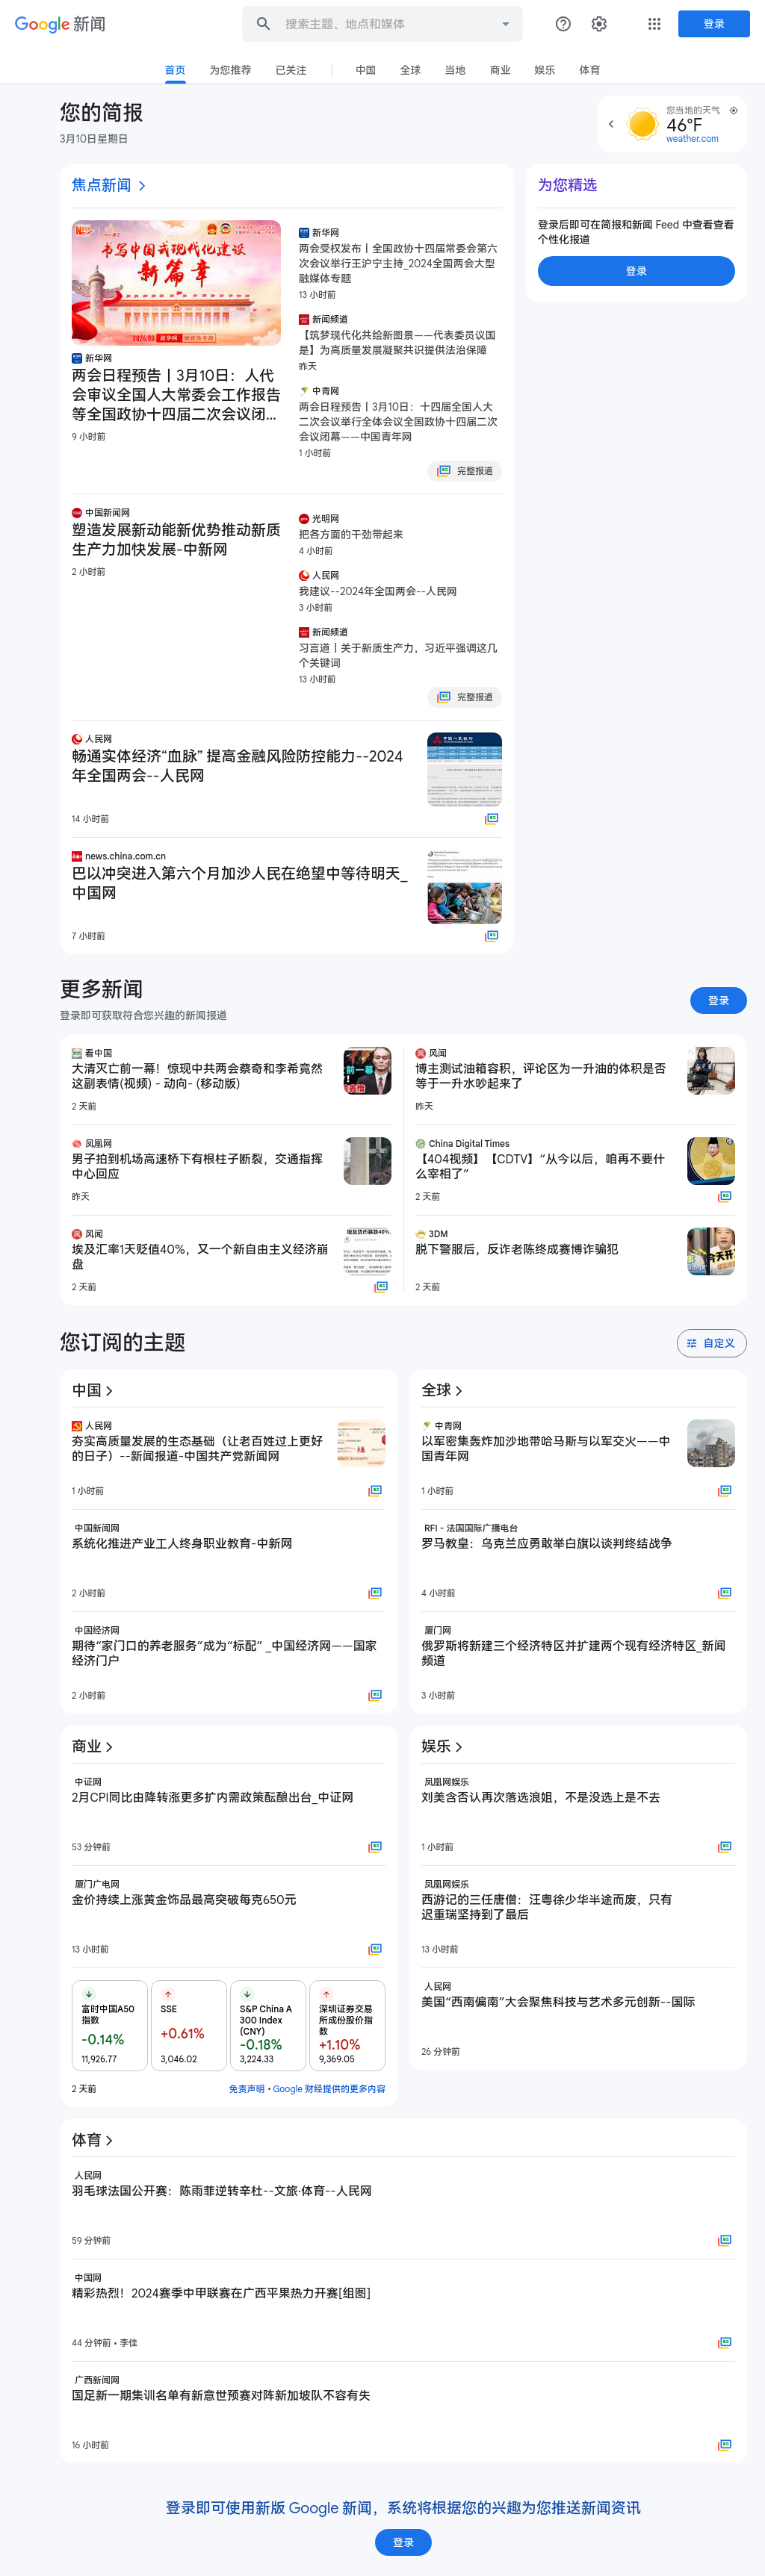 Google 新闻
搜索主题、地点和媒体
登录
首页
为您推荐
已关注
中国
全球
当地
商业
娱乐
体育
您的简报
3月10日星期日
您当地的天气
46°F
weather.com
焦点新闻
书写中国式现代化建设
新篇章
新华网
两会日程预告丨3月10日：人代
会审议全国人大常委会工作报告
等全国政协十四届二次会议闭...
9 小时前
新华网
两会受权发布丨全国政协十四届常委会第六
次会议举行王沪宁主持_2024全国两会大型
融媒体专题
13 小时前
新闻频道
【筑梦现代化共绘新图景——代表委员议国
是】为高质量发展凝聚共识提供法治保障
昨天
中青网
两会日程预告丨3月10日：十四届全国人大
二次会议举行全体会议全国政协十四届二次
会议闭幕——中国青年网
1 小时前
完整报道
中国新闻网
塑造发展新动能新优势推动新质
生产力加快发展-中新网
2 小时前
光明网
把各方面的干劲带起来
4 小时前
人民网
我建议--2024年全国两会--人民网
3 小时前
新闻频道
习言道丨关于新质生产力，习近平强调这几
个关键词
13 小时前
完整报道
人民网
畅通实体经济“血脉” 提高金融风险防控能力--2024
年全国两会--人民网
14 小时前
news.china.com.cn
巴以冲突进入第六个月加沙人民在绝望中等待明天_
中国网
7 小时前
为您精选
登录后即可在简报和新闻 Feed 中查看查看
个性化报道
登录
更多新闻
登录即可获取符合您兴趣的新闻报道
登录
看中国
大清灭亡前一幕！惊现中共两会蔡奇和李希竟然
这副表情(视频) - 动向- (移动版)
2 天前
风闻
博主测试油箱容积，评论区为一升油的体积是否
等于一升水吵起来了
昨天
凤凰网
男子拍到机场高速桥下有根柱子断裂，交通指挥
中心回应
昨天
China Digital Times
【404视频】【CDTV】“从今以后，咱再不要什
么宰相了”
2 天前
风闻
埃及汇率1天贬值40%，又一个新自由主义经济崩
盘
2 天前
3DM
脱下警服后，反诈老陈终成赛博诈骗犯
2 天前
您订阅的主题
自定义
中国
人民网
夯实高质量发展的生态基础（让老百姓过上更好
的日子）--新闻报道-中国共产党新闻网
1 小时前
中国新闻网
系统化推进产业工人终身职业教育-中新网
2 小时前
中国经济网
期待“家门口的养老服务”成为“标配” _中国经济网——国家
经济门户
2 小时前
全球
中青网
以军密集轰炸加沙地带哈马斯与以军交火——中
国青年网
1 小时前
RFI - 法国国际广播电台
罗马教皇：乌克兰应勇敢举白旗以谈判终结战争
4 小时前
厦门网
俄罗斯将新建三个经济特区并扩建两个现有经济特区_新闻
频道
3 小时前
商业
中证网
2月CPI同比由降转涨更多扩内需政策酝酿出台_中证网
53 分钟前
厦门广电网
金价持续上涨黄金饰品最高突破每克650元
13 小时前
富时中国A50
指数
-0.14%
11,926.77
SSE
+0.61%
3,046.02
S&P China A
300 Index
(CNY)
-0.18%
3,224.33
深圳证券交易
所成份股价指
数
+1.10%
9,369.05
2 天前
免责声明 • Google 财经提供的更多内容
娱乐
凤凰网娱乐
刘美含否认再次落选浪姐，不是没选上是不去
1 小时前
凤凰网娱乐
西游记的三任唐僧：汪粤徐少华半途而废，只有
迟重瑞坚持到了最后
13 小时前
人民网
美国“西南偏南”大会聚焦科技与艺术多元创新--国际
26 分钟前
体育
人民网
羽毛球法国公开赛：陈雨菲逆转辛杜--文旅·体育--人民网
59 分钟前
中国网
精彩热烈！2024赛季中甲联赛在广西平果热力开赛[组图]
44 分钟前 • 李佳
广西新闻网
国足新一期集训名单有新意世预赛对阵新加坡队不容有失
16 小时前
登录即可使用新版 Google 新闻，系统将根据您的兴趣为您推送新闻资讯
登录